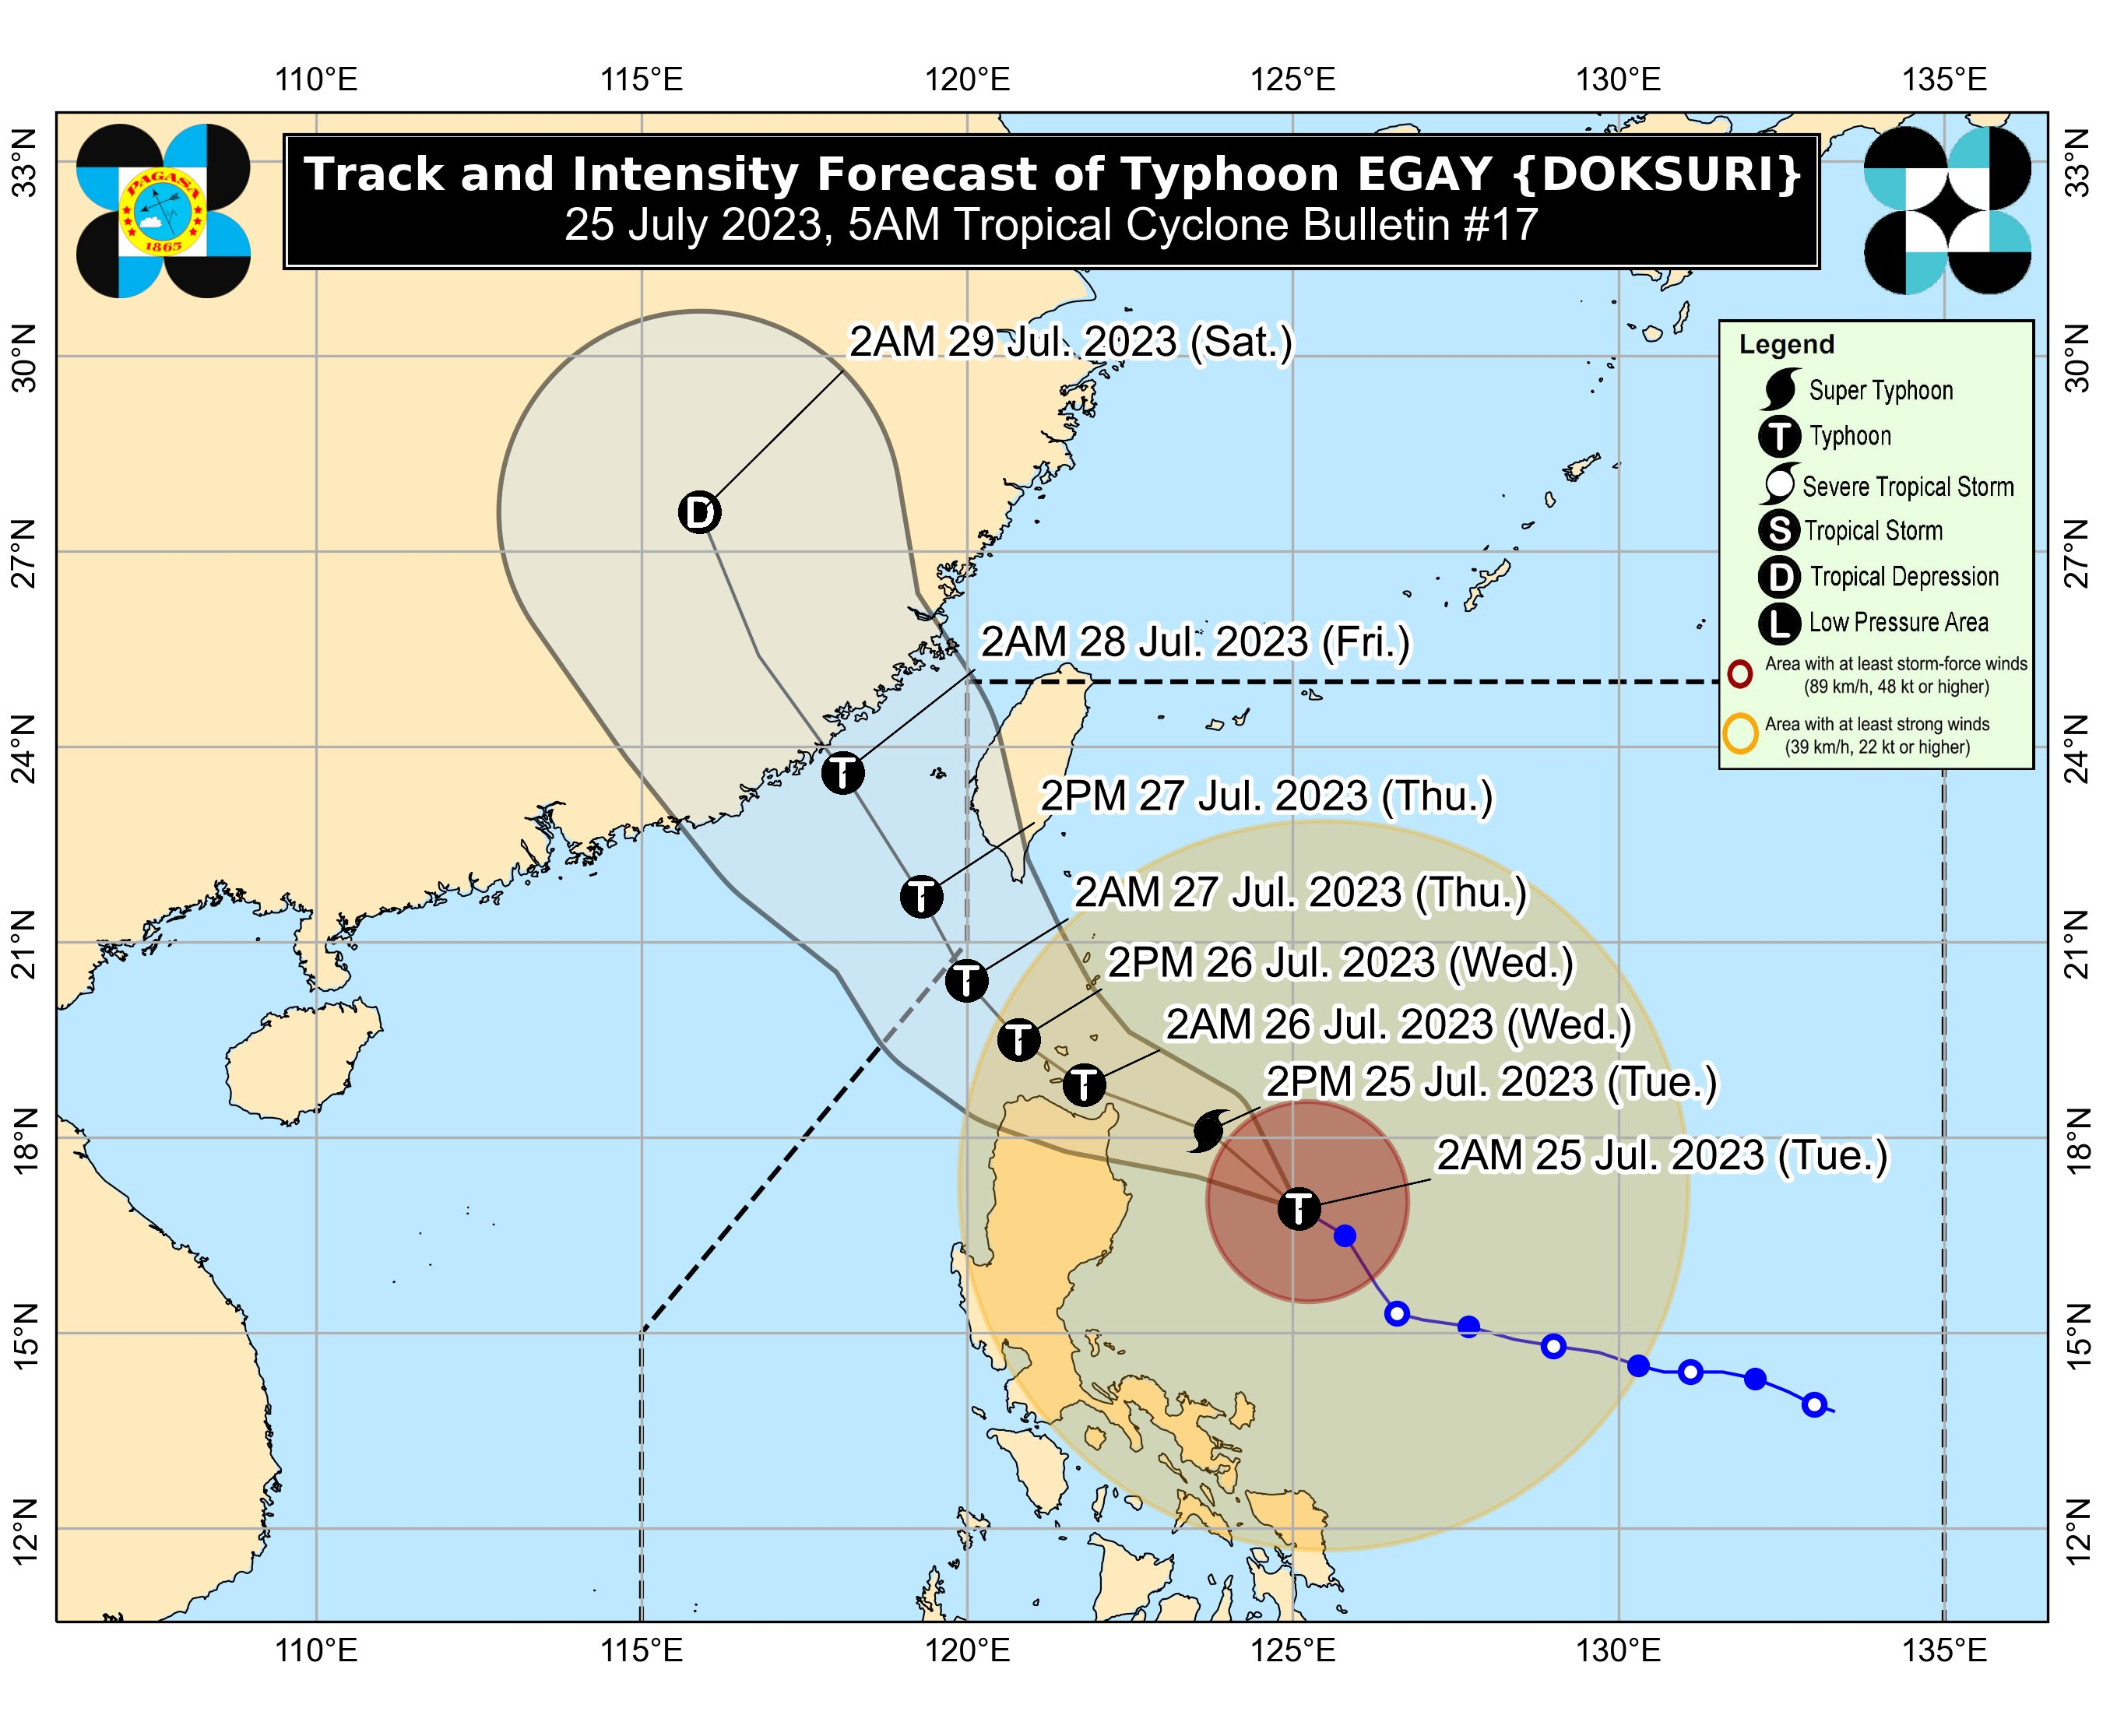 110°E 115°E 120°E 125°E 130°E 135°E
33°N
33°N
PAGASA
1865
Track and Intensity Forecast of Typhoon EGAY {DOKSURI}
25 July 2023, 5AM Tropical Cyclone Bulletin #17
30°N
30°N
2AM 29 Jul. 2023 (Sat.)
Legend
Super Typhoon
T Typhoon
Severe Tropical Storm
S Tropical Storm
D Tropical Depression
L Low Pressure Area
Area with at least storm-force winds
(89 km/h, 48 kt or higher)
Area with at least strong winds
(39 km/h, 22 kt or higher)
D
27°N
27°N
2AM 28 Jul. 2023 (Fri.)
24°N
24°N
T
2PM 27 Jul. 2023 (Thu.)
T
2AM 27 Jul. 2023 (Thu.)
21°N
21°N
T
2PM 26 Jul. 2023 (Wed.)
T
2AM 26 Jul. 2023 (Wed.)
T
2PM 25 Jul. 2023 (Tue.)
18°N
18°N
2AM 25 Jul. 2023 (Tue.)
T
15°N
15°N
12°N
12°N
110°E 115°E 120°E 125°E 130°E 135°E